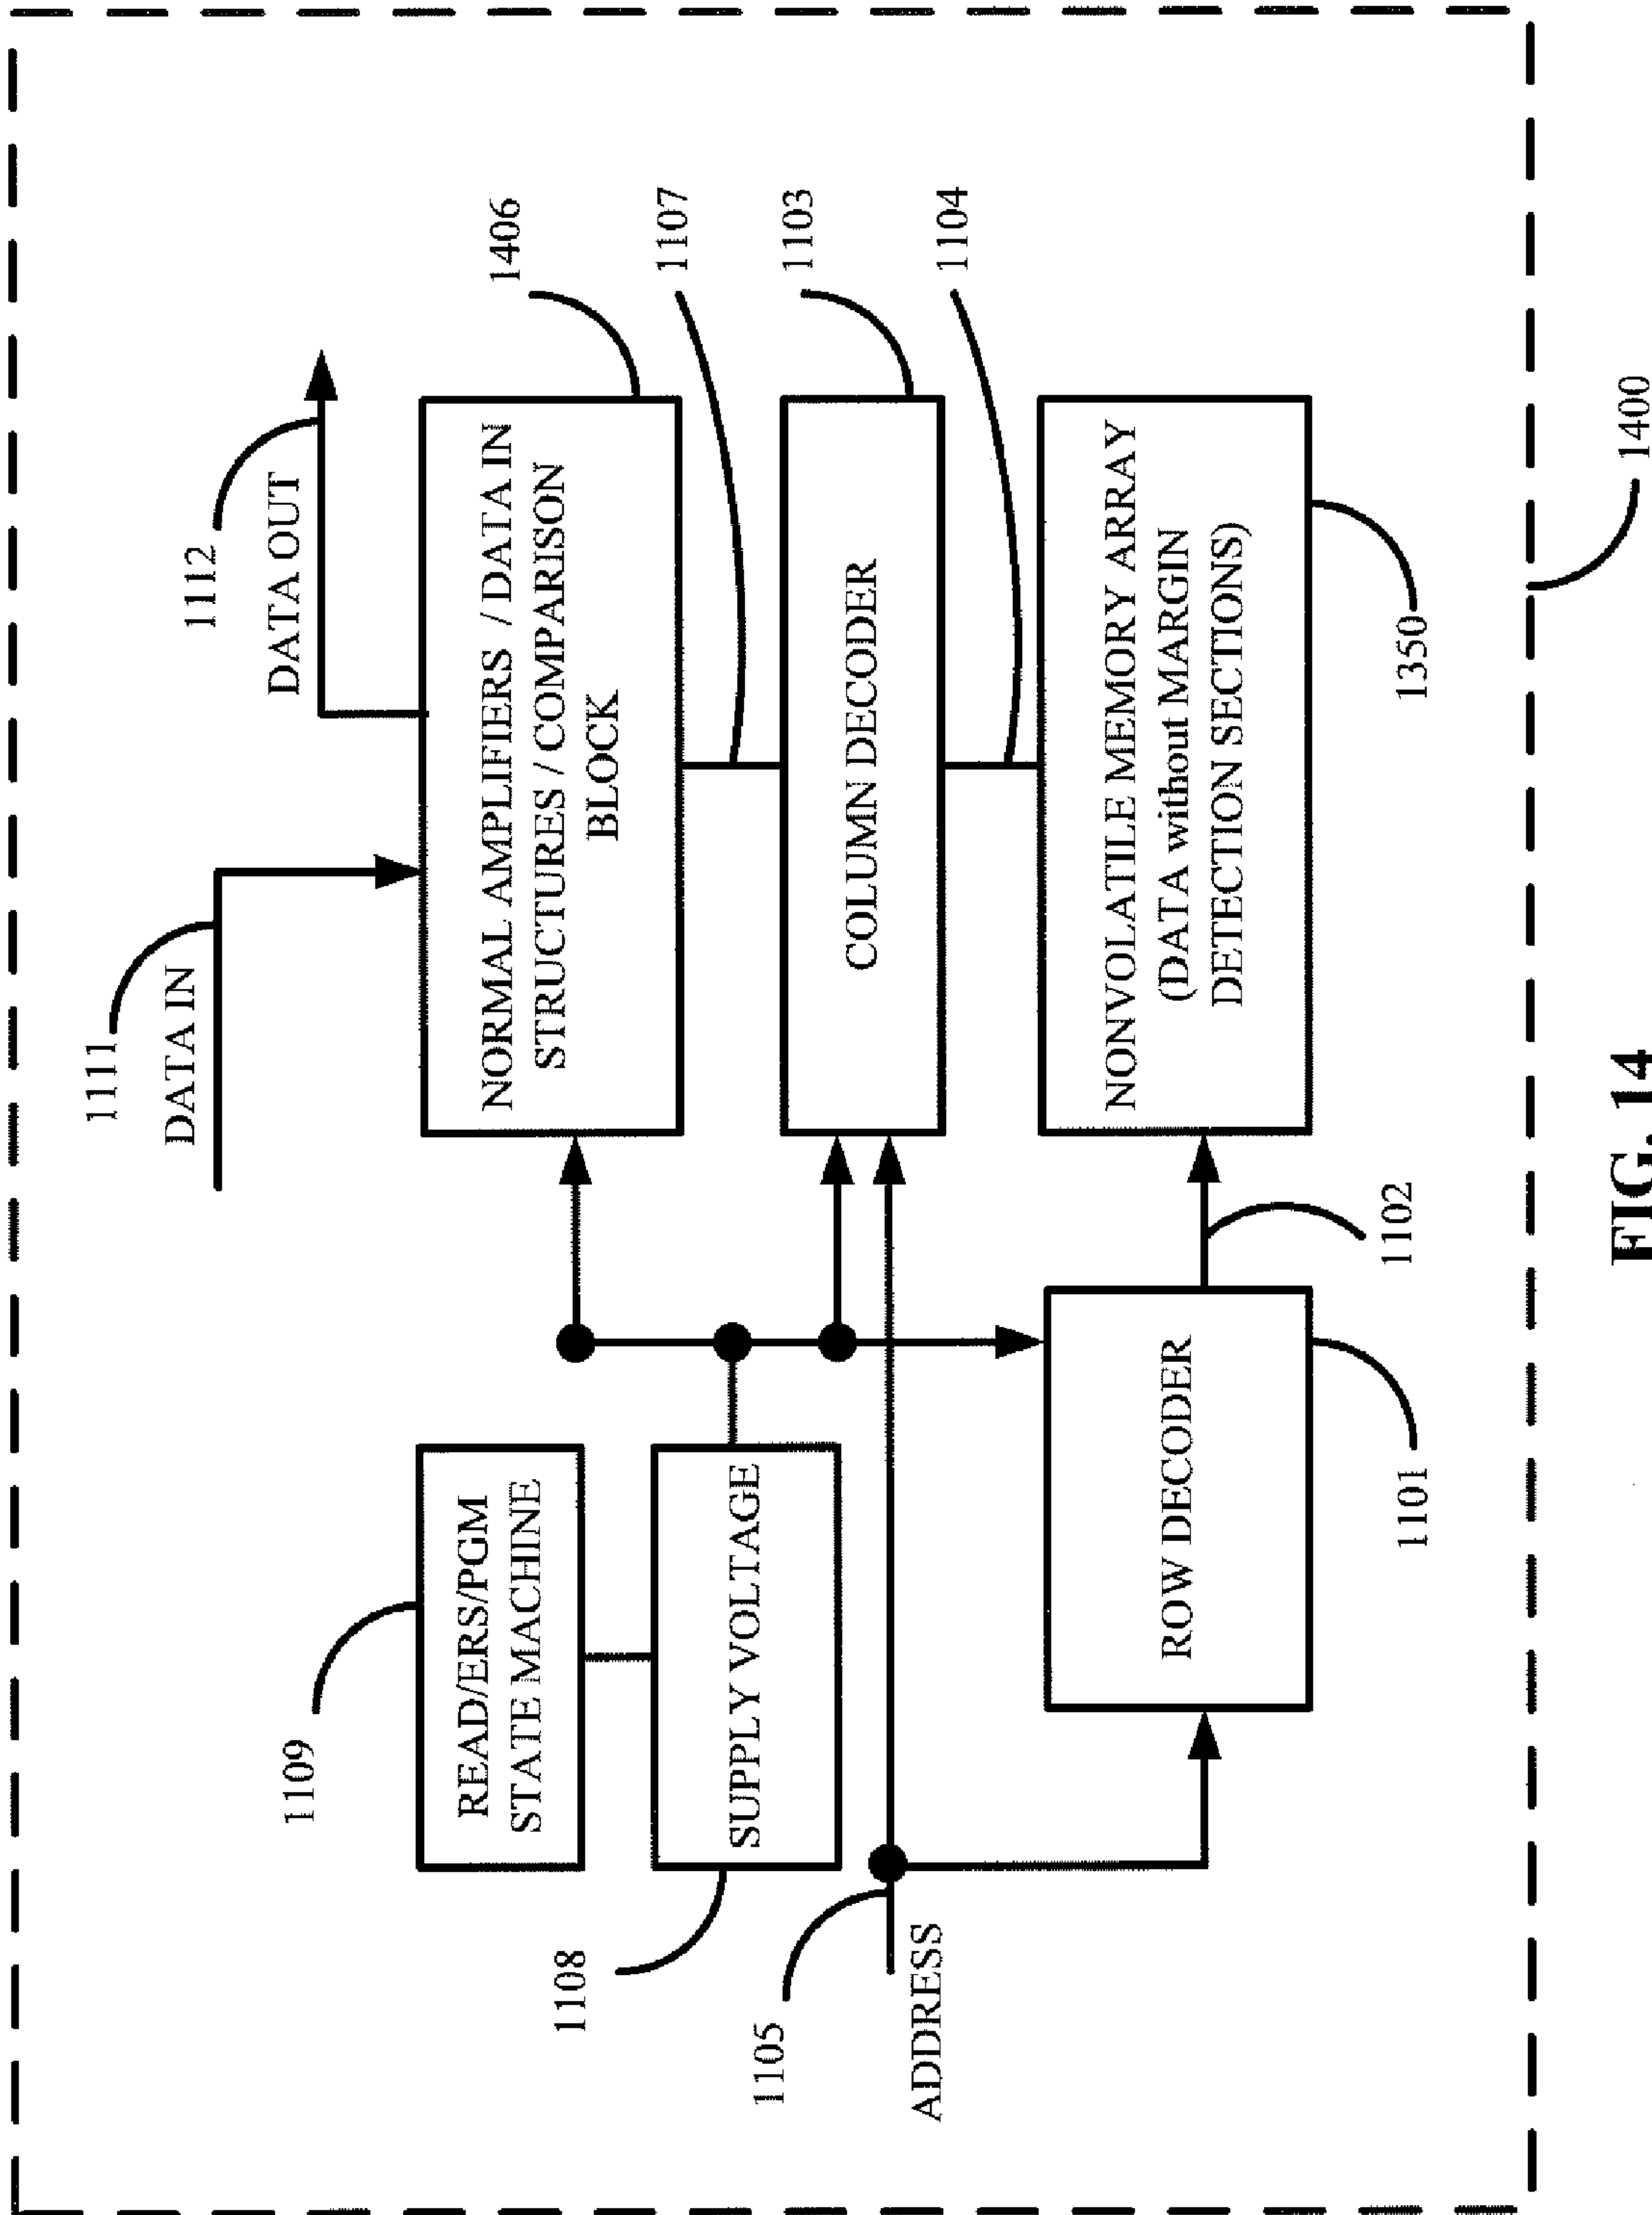 1111
DATA IN
1112
DATA OUT
1109
READ/ERS/PGM
STATE MACHINE
NORMAL AMPLIFIERS / DATA IN
STRUCTURES / COMPARISON
BLOCK
1406
1108
SUPPLY VOLTAGE
1107
1105
ADDRESS
COLUMN DECODER
1103
1104
ROW DECODER
1101
1102
NONVOLATILE MEMORY ARRAY
(DATA without MARGIN
DETECTION SECTIONS)
1350
1400
FIG. 14